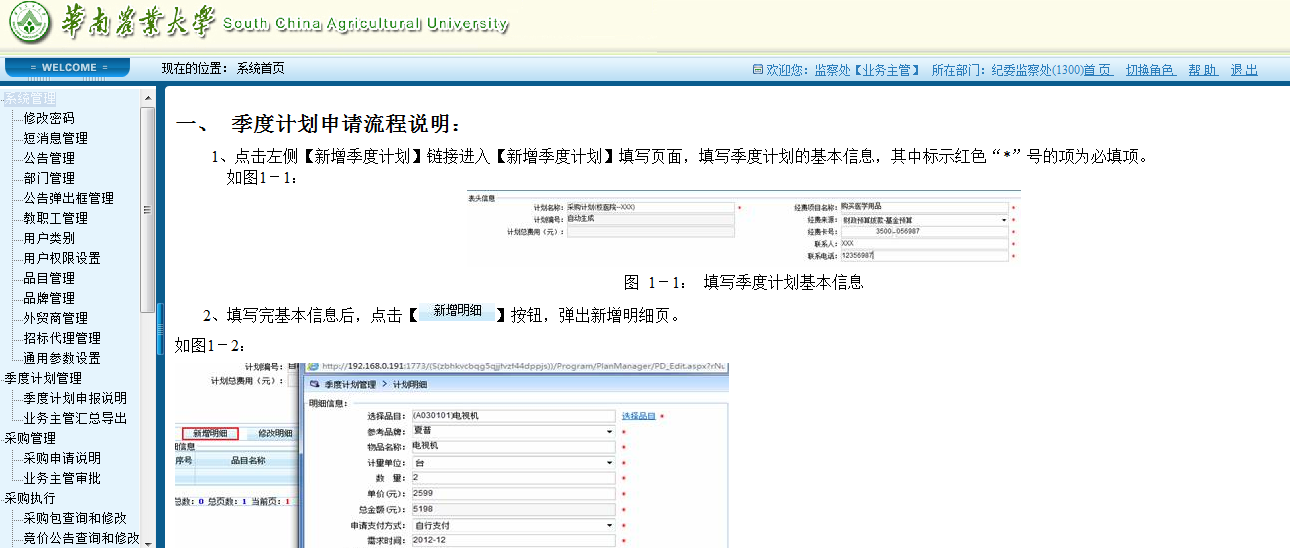 華南農業大學 South China Agricultural University
= WELCOME =
现在的位置： 系统首页
欢迎您： 监察处【业务主管】 所在部门：纪委监察处(1300)首 页 切换角色 帮 助 退 出
系统管理
修改密码
短消息管理
公告管理
部门管理
公告弹出框管理
教职工管理
用户类别
用户权限设置
品目管理
品牌管理
外贸商管理
招标代理管理
通用参数设置
季度计划管理
季度计划申报说明
业务主管汇总导出
采购管理
采购申请说明
业务主管审批
采购执行
采购包查询和修改
竞价公告查询和修改
一、 季度计划申请流程说明：
1、点击左侧【新增季度计划】链接进入【新增季度计划】填写页面，填写季度计划的基本信息，其中标示红色“*”号的项为必填项。
如图1－1：
表头信息
计划名称： 采购计划(校医院--XXX) *
计划编号： 自动生成
计划总费用（元）：
经费项目名称： 购买医学用品 *
经费来源： 财政预算拨款-基金预算 *
经费卡号： 3500-056987 *
联系人： XXX *
联系电话： 12356987 *
图 1－1： 填写季度计划基本信息
2、填写完基本信息后，点击【 新增明细 】按钮，弹出新增明细页。
如图1－2：
计划编号： 自
计划总费用（元）：
新增明细 修改明细
细信息
序号 品目名称
总数：0 总页数：1 当前页：1
http://192.168.0.191:1773/(S(zbhkvcbqg5qjjfvzf44dppjs))/Program/PlanManager/PD_Edit.aspx?rNu
季度计划管理 > 计划明细
明细信息：
选择品目： (A030101)电视机 选择品目 *
参考品牌： 夏普 *
物品名称： 电视机 *
计量单位： 台 *
数 量： 2 *
单价(元)： 2599 *
总金额(元)： 5198 *
申请支付方式： 自行支付 *
需求时间： 2012-12 *